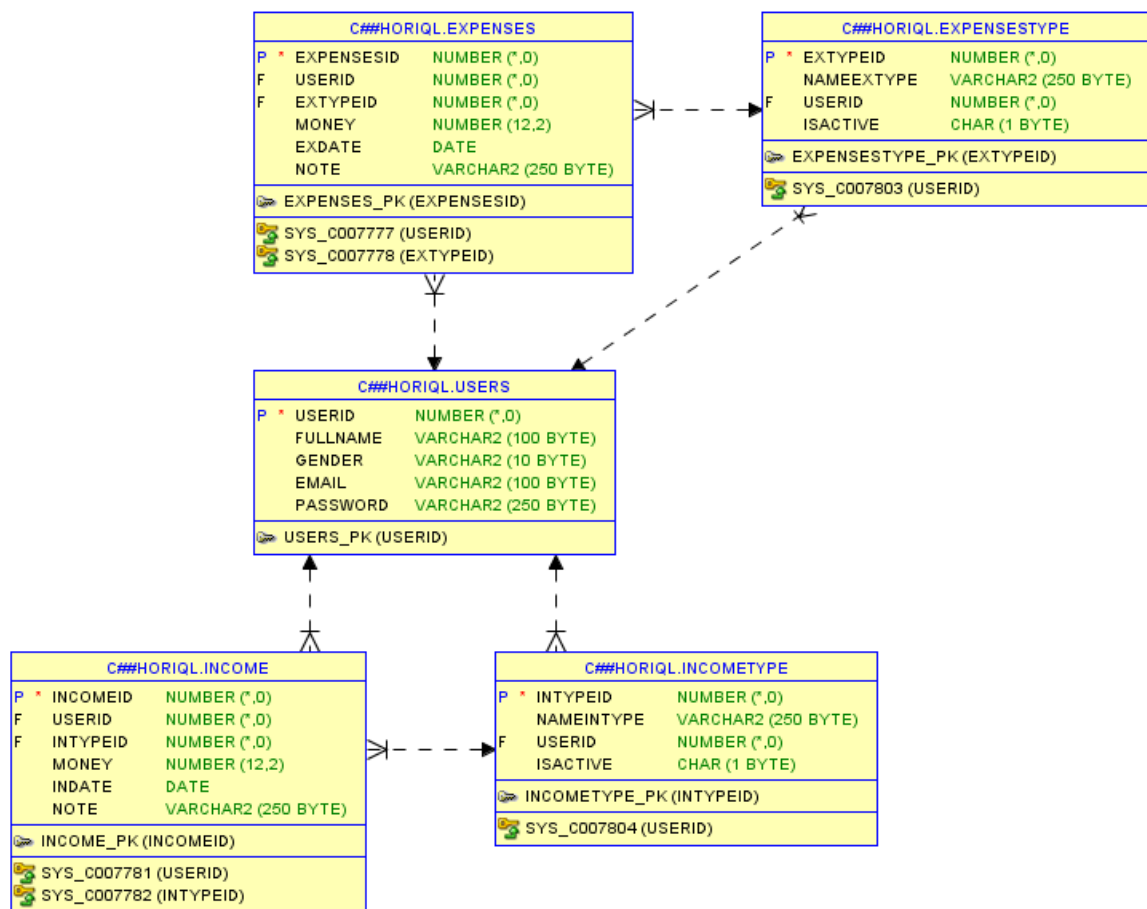 C##HORIQL.EXPENSES
P * EXPENSESID NUMBER (*,0)
F USERID NUMBER (*,0)
F EXTYPEID NUMBER (*,0)
MONEY NUMBER (12,2)
EXDATE DATE
NOTE VARCHAR2 (250 BYTE)
EXPENSES_PK (EXPENSESID)
SYS_C007777 (USERID)
SYS_C007778 (EXTYPEID)
C##HORIQL.EXPENSESTYPE
P * EXTYPEID NUMBER (*,0)
NAMEEXTYPE VARCHAR2 (250 BYTE)
F USERID NUMBER (*,0)
ISACTIVE CHAR (1 BYTE)
EXPENSESTYPE_PK (EXTYPEID)
SYS_C007803 (USERID)
C##HORIQL.USERS
P * USERID NUMBER (*,0)
FULLNAME VARCHAR2 (100 BYTE)
GENDER VARCHAR2 (10 BYTE)
EMAIL VARCHAR2 (100 BYTE)
PASSWORD VARCHAR2 (250 BYTE)
USERS_PK (USERID)
C##HORIQL.INCOME
P * INCOMEID NUMBER (*,0)
F USERID NUMBER (*,0)
F INTYPEID NUMBER (*,0)
MONEY NUMBER (12,2)
INDATE DATE
NOTE VARCHAR2 (250 BYTE)
INCOME_PK (INCOMEID)
SYS_C007781 (USERID)
SYS_C007782 (INTYPEID)
C##HORIQL.INCOMETYPE
P * INTYPEID NUMBER (*,0)
NAMEINTYPE VARCHAR2 (250 BYTE)
F USERID NUMBER (*,0)
ISACTIVE CHAR (1 BYTE)
INCOMETYPE_PK (INTYPEID)
SYS_C007804 (USERID)